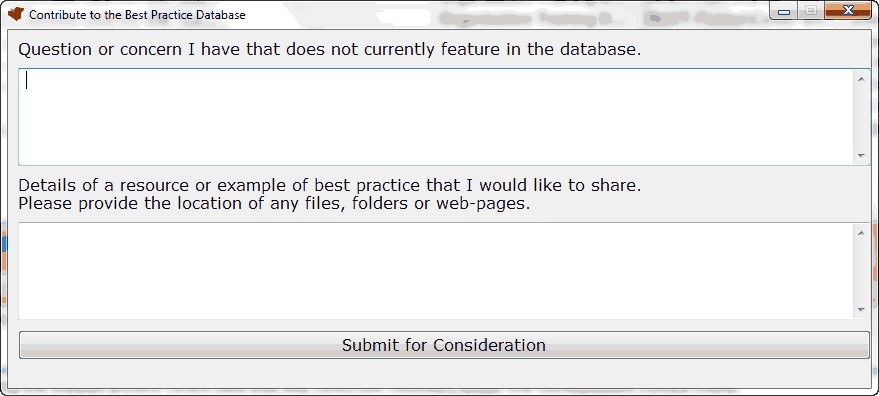 Contribute to the Best Practice Database
Question or concern I have that does not currently feature in the database.
Details of a resource or example of best practice that I would like to share.
Please provide the location of any files, folders or web-pages.
Submit for Consideration